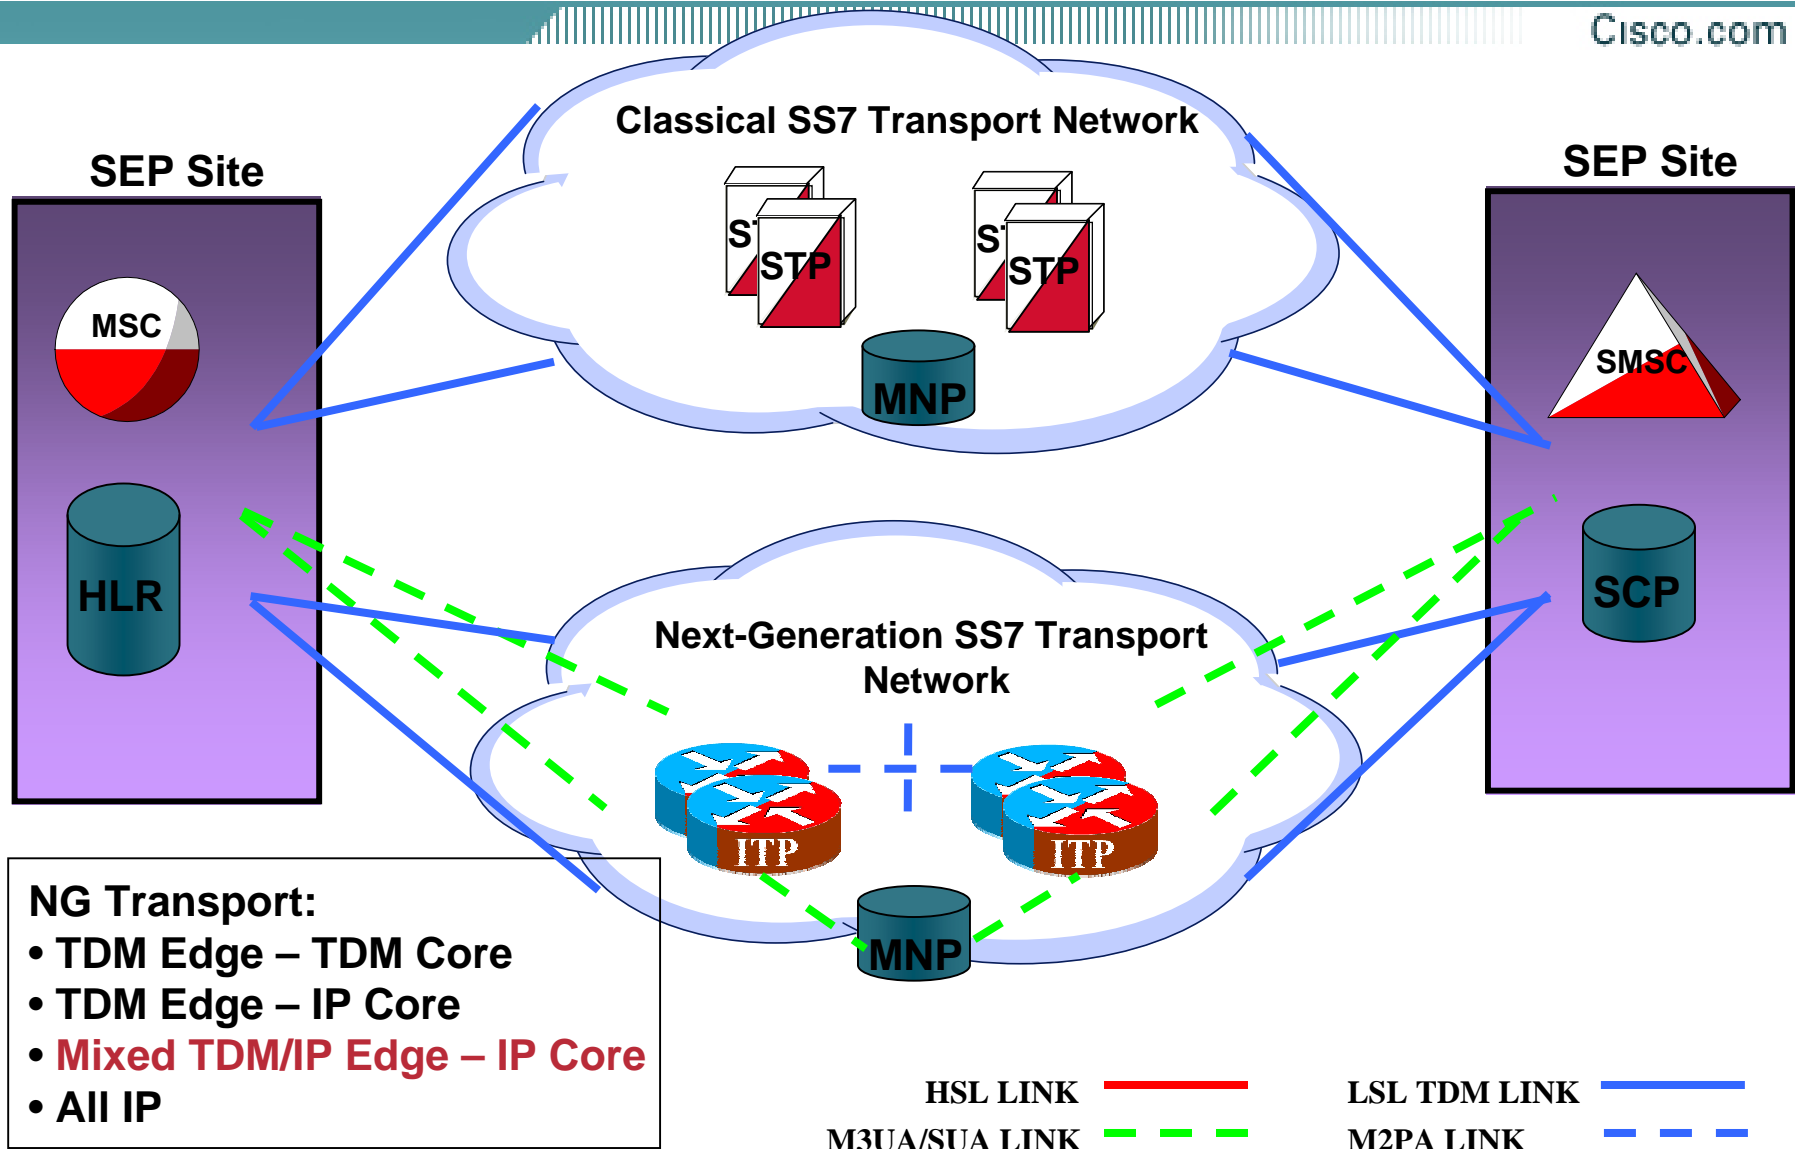 Cisco.com
Classical SS7 Transport Network
SEP Site
SEP Site
STP
STP
MSC
SMSC
MNP
HLR
SCP
Next-Generation SS7 Transport
Network
ITP
ITP
MNP
NG Transport:
• TDM Edge – TDM Core
• TDM Edge – IP Core
• Mixed TDM/IP Edge – IP Core
• All IP
HSL LINK
LSL TDM LINK
M3UA/SUA LINK
M2PA LINK